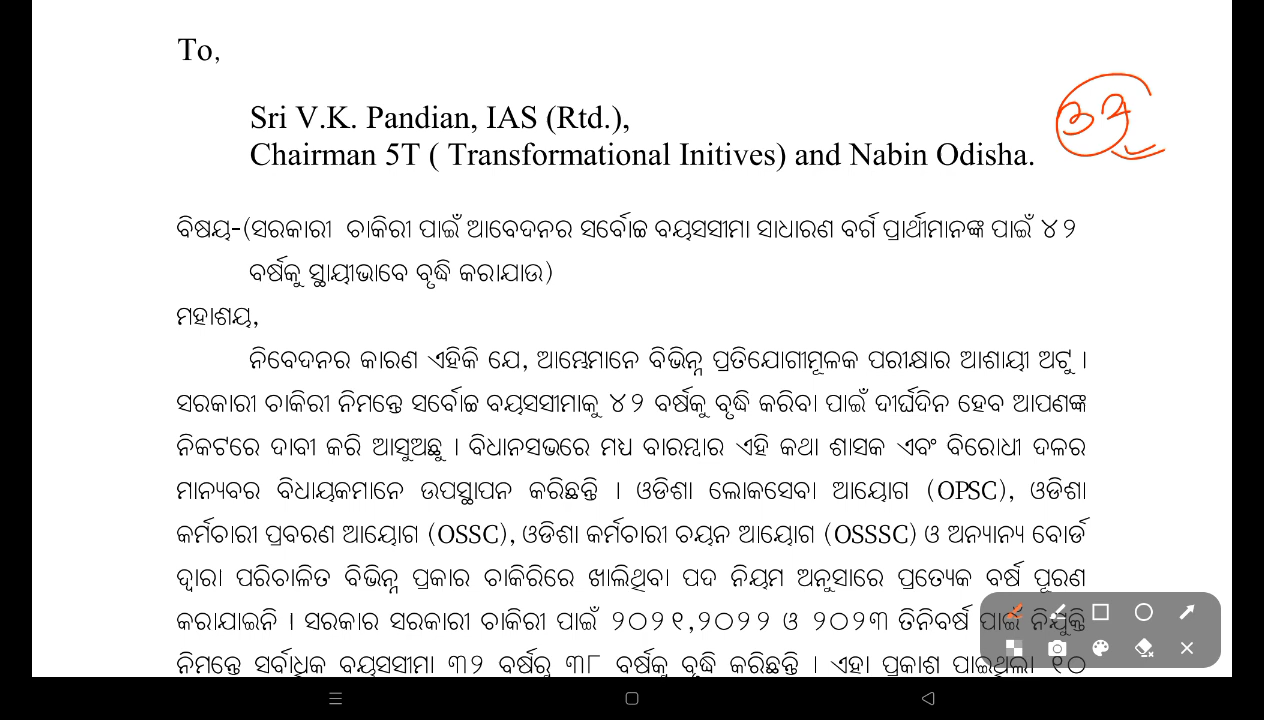 To,
Sri V.K. Pandian, IAS (Rtd.),
Chairman 5T ( Transformational Initives) and Nabin Odisha.
୩୨
ବିଷୟ-(ସରକାରୀ ଚାକିରୀ ପାଇଁ ଆବେଦନର ସର୍ବୋଚ୍ଚ ବୟସସୀମା ସାଧାରଣ ବର୍ଗ ପ୍ରାର୍ଥୀମାନଙ୍କ ପାଇଁ ୪୨
ବର୍ଷକୁ ସ୍ଥାୟୀଭାବେ ବୃଦ୍ଧି କରାଯାଉ)
ମହାଶୟ,
ନିବେଦନର କାରଣ ଏହିକି ଯେ, ଆମ୍ଭେମାନେ ବିଭିନ୍ନ ପ୍ରତିଯୋଗୀମୂଳକ ପରୀକ୍ଷାର ଆଶାୟୀ ଅଟୁ ।
ସରକାରୀ ଚାକିରୀ ନିମନ୍ତେ ସର୍ବୋଚ୍ଚ ବୟସସୀମାକୁ ୪୨ ବର୍ଷକୁ ବୃଦ୍ଧି କରିବା ପାଇଁ ଦୀର୍ଘଦିନ ହେବ ଆପଣଙ୍କ
ନିକଟରେ ଦାବୀ କରି ଆସୁଅଛୁ । ବିଧାନସଭରେ ମଧ୍ୟ ବାରମ୍ବାର ଏହି କଥା ଶାସକ ଏବଂ ବିରୋଧୀ ଦଳର
ମାନ୍ୟବର ବିଧାୟକମାନେ ଉପସ୍ଥାପନ କରିଛନ୍ତି । ଓଡିଶା ଲୋକସେବା ଆୟୋଗ (OPSC), ଓଡିଶା
କର୍ମଚାରୀ ପ୍ରବରଣ ଆୟୋଗ (OSSC), ଓଡିଶା କର୍ମଚାରୀ ଚୟନ ଆୟୋଗ (OSSSC) ଓ ଅନ୍ୟାନ୍ୟ ବୋର୍ଡ
ଦ୍ୱାରା ପରିଚାଳିତ ବିଭିନ୍ନ ପ୍ରକାର ଚାକିରିରେ ଖାଲିଥିବା ପଦ ନିୟମ ଅନୁସାରେ ପ୍ରତ୍ୟେକ ବର୍ଷ ପୂରଣ
କରାଯାଇନି । ସରକାର ସରକାରୀ ଚାକିରୀ ପାଇଁ ୨୦୨୧,୨୦୨୨ ଓ ୨୦୨୩ ତିନିବର୍ଷ ପାଇଁ ନିଯୁକ୍ତି
ନିମନ୍ତେ ସର୍ବାଧିକ ବୟସସୀମା ୩୨ ବର୍ଷରୁ ୩୮ ବର୍ଷକୁ ବୃଦ୍ଧି କରିଛନ୍ତି । ଏହା ପ୍ରକାଶ ପାଇଥିଲା ୧୦